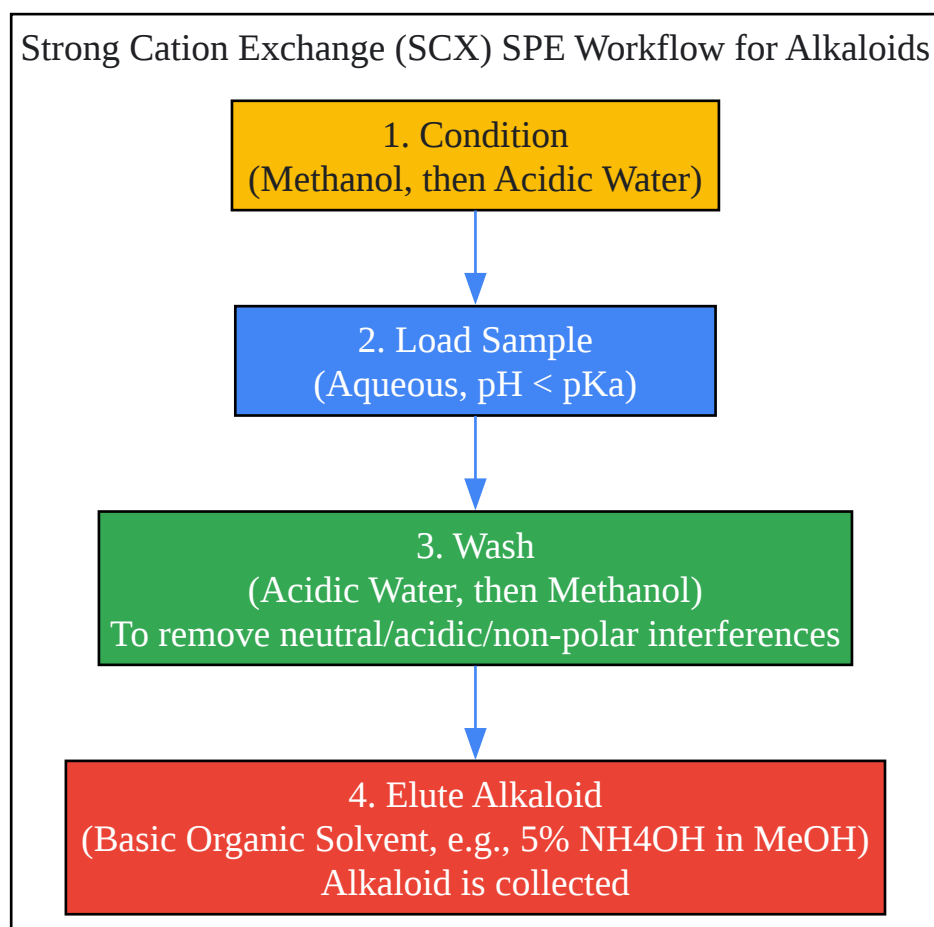 Strong Cation Exchange (SCX) SPE Workflow for Alkaloids
1. Condition
(Methanol, then Acidic Water)
2. Load Sample
(Aqueous, pH < pKa)
3. Wash
(Acidic Water, then Methanol)
To remove neutral/acidic/non-polar interferences
4. Elute Alkaloid
(Basic Organic Solvent, e.g., 5% NH4OH in MeOH)
Alkaloid is collected